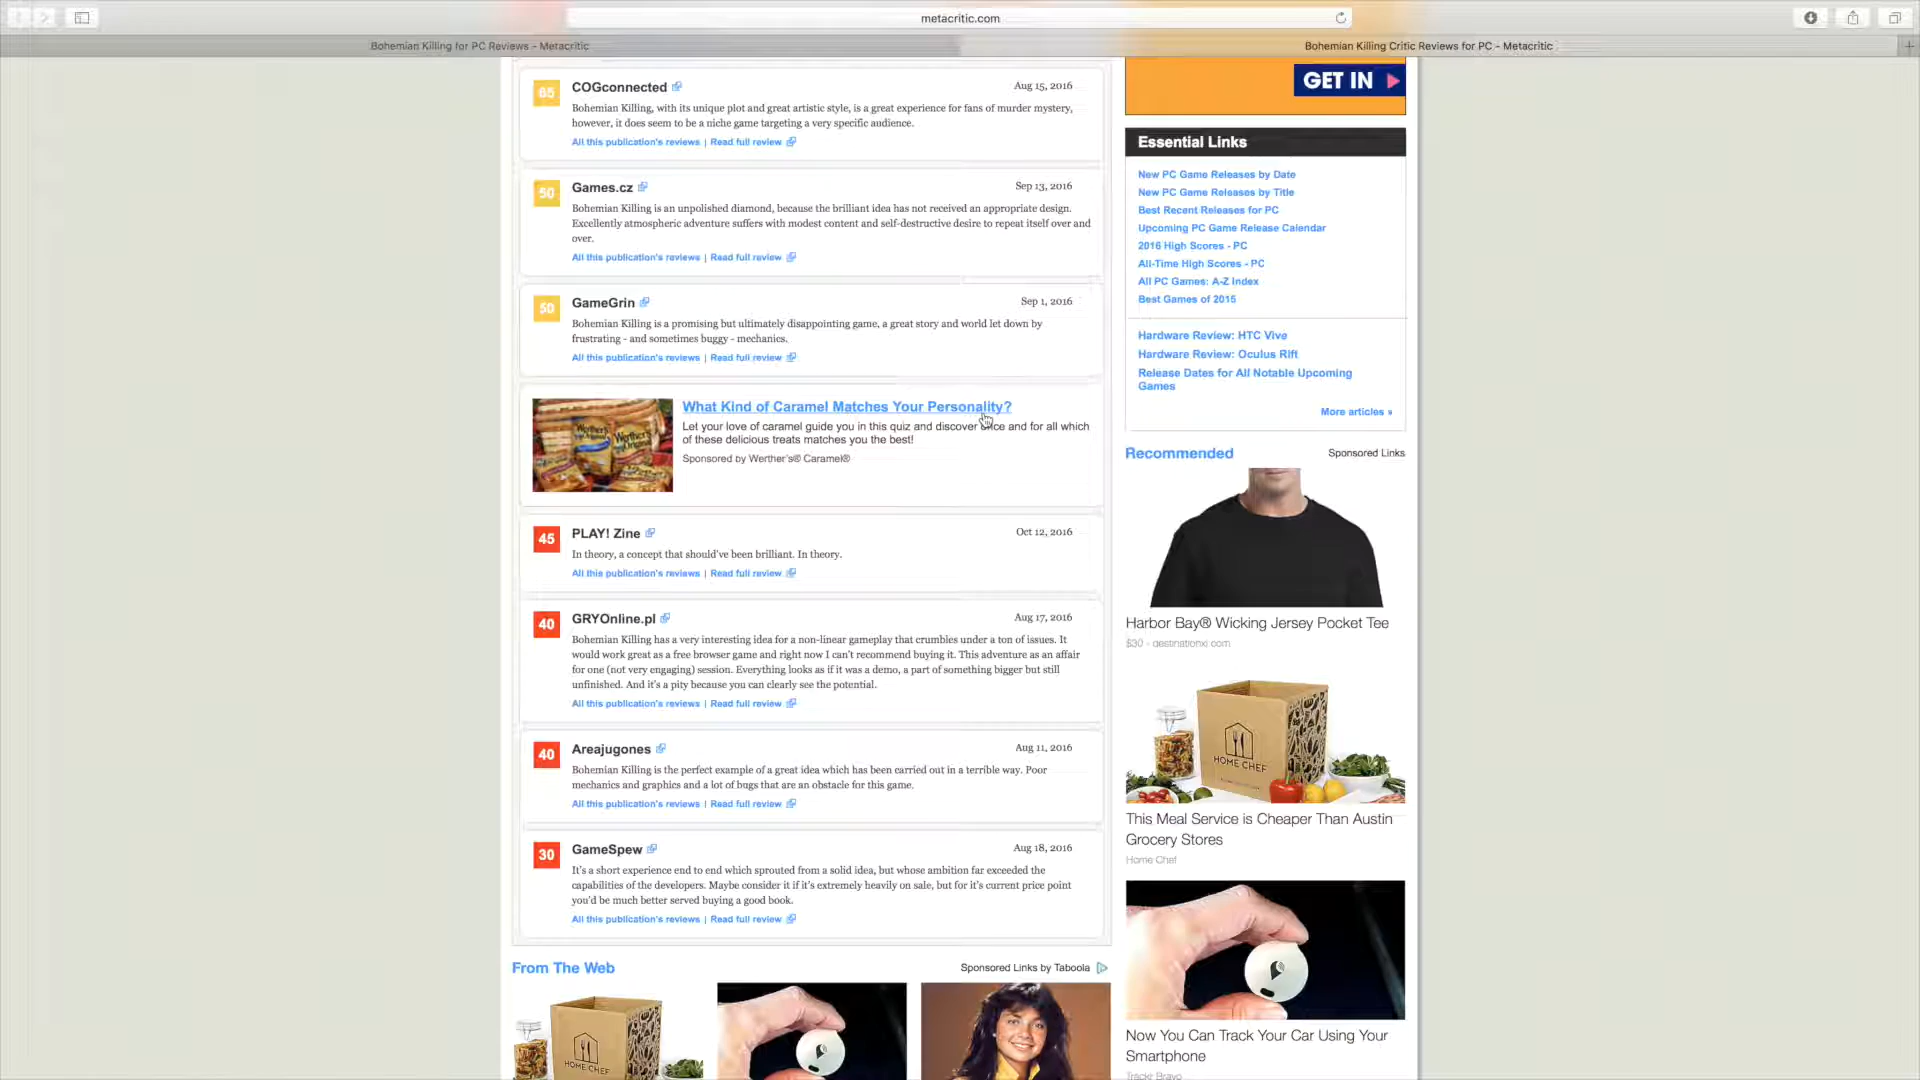 metacritic.com
Bohemian Killing for PC Reviews - Metacritic
Bohemian Killing Critic Reviews for PC - Metacritic
65
COGconnected
Aug 15, 2016
Bohemian Killing, with its unique plot and great artistic style, is a great experience for fans of murder mystery,
however, it does seem to be a niche game targeting a very specific audience.
All this publication's reviews | Read full review
50
Games.cz
Sep 13, 2016
Bohemian Killing is an unpolished diamond, because the brilliant idea has not received an appropriate design.
Excellently atmospheric adventure suffers with modest content and self-destructive desire to repeat itself over and
over.
All this publication's reviews | Read full review
50
GameGrin
Sep 1, 2016
Bohemian Killing is a promising but ultimately disappointing game, a great story and world let down by
frustrating - and sometimes buggy - mechanics.
All this publication's reviews | Read full review
What Kind of Caramel Matches Your Personality?
Let your love of caramel guide you in this quiz and discover once and for all which
of these delicious treats matches you the best!
Sponsored by Werther's® Caramel®
Werther's
Werther's
45
PLAY! Zine
Oct 12, 2016
In theory, a concept that should've been brilliant. In theory.
All this publication's reviews | Read full review
40
GRYOnline.pl
Aug 17, 2016
Bohemian Killing has a very interesting idea for a non-linear gameplay that crumbles under a ton of issues. It
would work great as a free browser game and right now I can't recommend buying it. This adventure as an affair
for one (not very engaging) session. Everything looks as if it was a demo, a part of something bigger but still
unfinished. And it's a pity because you can clearly see the potential.
All this publication's reviews | Read full review
40
Areajugones
Aug 11, 2016
Bohemian Killing is the perfect example of a great idea which has been carried out in a terrible way. Poor
mechanics and graphics and a lot of bugs that are an obstacle for this game.
All this publication's reviews | Read full review
30
GameSpew
Aug 18, 2016
It's a short experience end to end which sprouted from a solid idea, but whose ambition far exceeded the
capabilities of the developers. Maybe consider it if it's extremely heavily on sale, but for it's current price point
you'd be much better served buying a good book.
All this publication's reviews | Read full review
From The Web
Sponsored Links by Taboola
HOME CHEF
GET IN
Essential Links
New PC Game Releases by Date
New PC Game Releases by Title
Best Recent Releases for PC
Upcoming PC Game Release Calendar
2016 High Scores - PC
All-Time High Scores - PC
All PC Games: A-Z Index
Best Games of 2015
Hardware Review: HTC Vive
Hardware Review: Oculus Rift
Release Dates for All Notable Upcoming
Games
More articles »
Recommended
Sponsored Links
Harbor Bay® Wicking Jersey Pocket Tee
$30 - destinationxl.com
HOME CHEF
This Meal Service is Cheaper Than Austin
Grocery Stores
Home Chef
Now You Can Track Your Car Using Your
Smartphone
Trackr Bravo